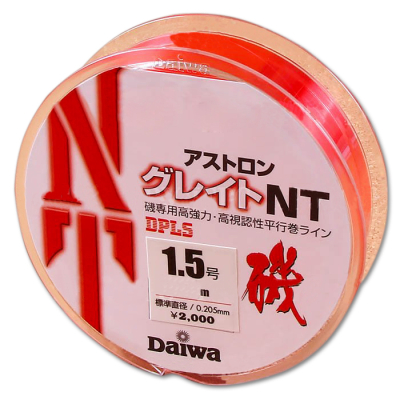 Daiwa
NT
アストロン
グレイトNT
磯専用高強力・高視認性平行巻ライン
DPLS
1.5号
m
磯
標準直径/0.205mm
¥2,000
Daiwa